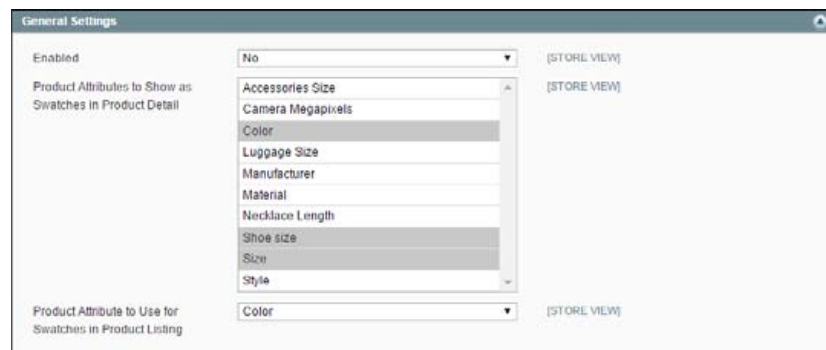 General Settings
Enabled
No
[STORE VIEW]
Product Attributes to Show as
Swatches in Product Detail
Accessories Size
Camera Megapixels
Color
Luggage Size
Manufacturer
Material
Necklace Length
Shoe size
Size
Style
[STORE VIEW]
Product Attribute to Use for
Swatches in Product Listing
Color
[STORE VIEW]